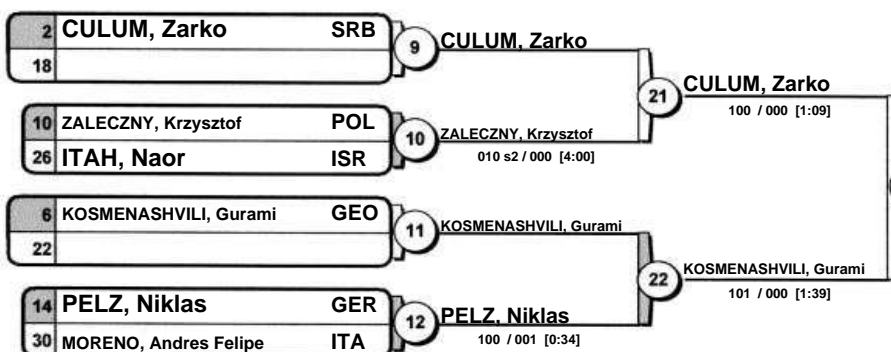 2 CULUM, Zarko SRB
18
9
CULUM, Zarko
10 ZALECZNY, Krzysztof POL
26 ITAH, Naor ISR
10
ZALECZNY, Krzysztof
010 s2 / 000 [4:00]
21
CULUM, Zarko
100 / 000 [1:09]
6 KOSMENASHVILI, Gurami GEO
22
11
KOSMENASHVILI, Gurami
14 PELZ, Niklas GER
30 MORENO, Andres Felipe ITA
12
PELZ, Niklas
100 / 001 [0:34]
22
KOSMENASHVILI, Gurami
101 / 000 [1:39]